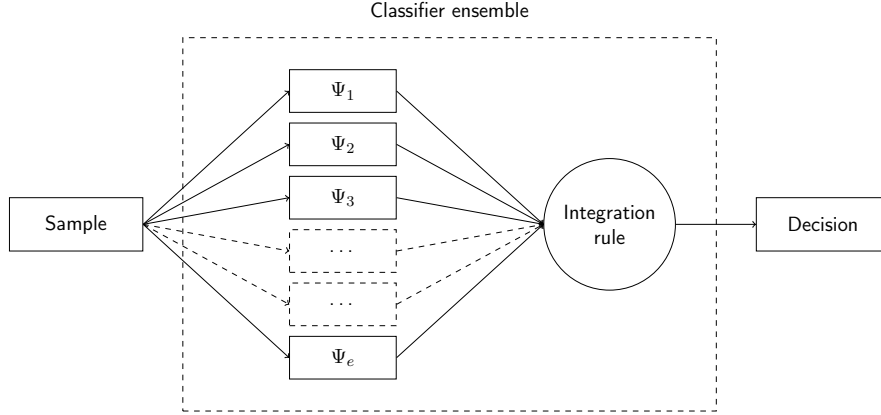 Classifier ensemble
Ψ₁
Ψ₂
Ψ₃
Sample
Integration
rule
Decision
···
···
Ψₑ